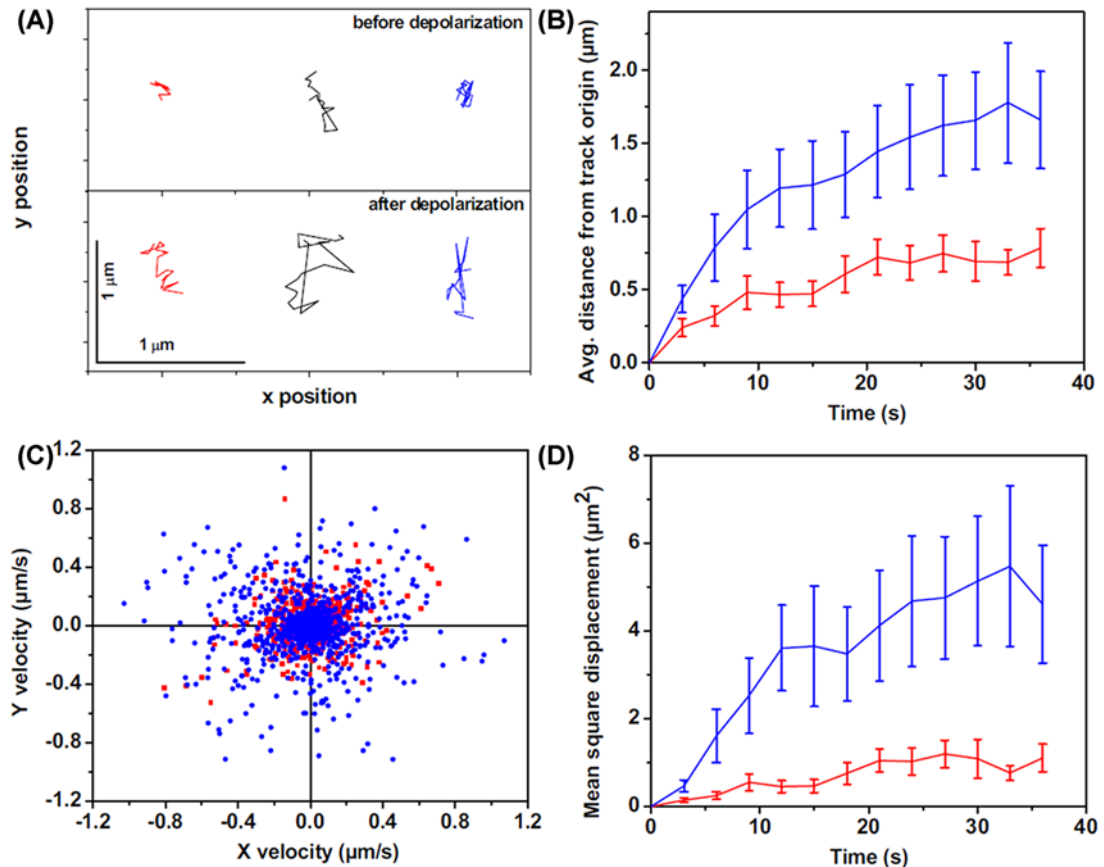 (A)
before depolarization
after depolarization
1 μm
1 μm
y position
x position
(B)
2.0
1.5
1.0
0.5
0.0
0 10 20 30 40
Avg. distance from track origin (μm)
Time (s)
(C)
1.2
0.8
0.4
0.0
-0.4
-0.8
-1.2
-1.2 -0.8 -0.4 0.0 0.4 0.8 1.2
Y velocity (μm/s)
X velocity (μm/s)
(D)
8
6
4
2
0
0 10 20 30 40
Mean square displacement (μm²)
Time (s)